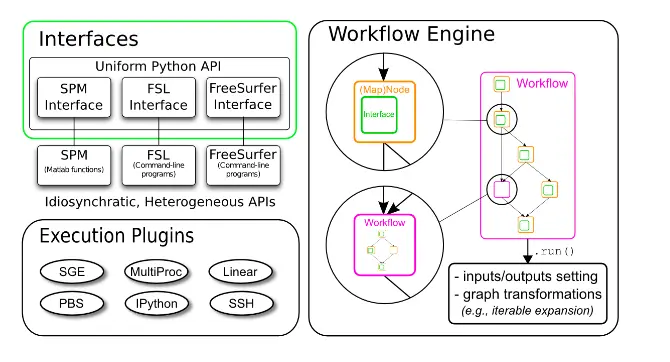 Interfaces
Uniform Python API
SPM
Interface
FSL
Interface
FreeSurfer
Interface
SPM
(Matlab functions)
FSL
(Command-line
programs)
FreeSurfer
(Command-line
programs)
Idiosynchratic, Heterogeneous APIs
Execution Plugins
SGE
MultiProc
Linear
PBS
IPython
SSH
Workflow Engine
(Map)Node
Interface
Workflow
Workflow
.run()
- inputs/outputs setting
- graph transformations
(e.g., iterable expansion)